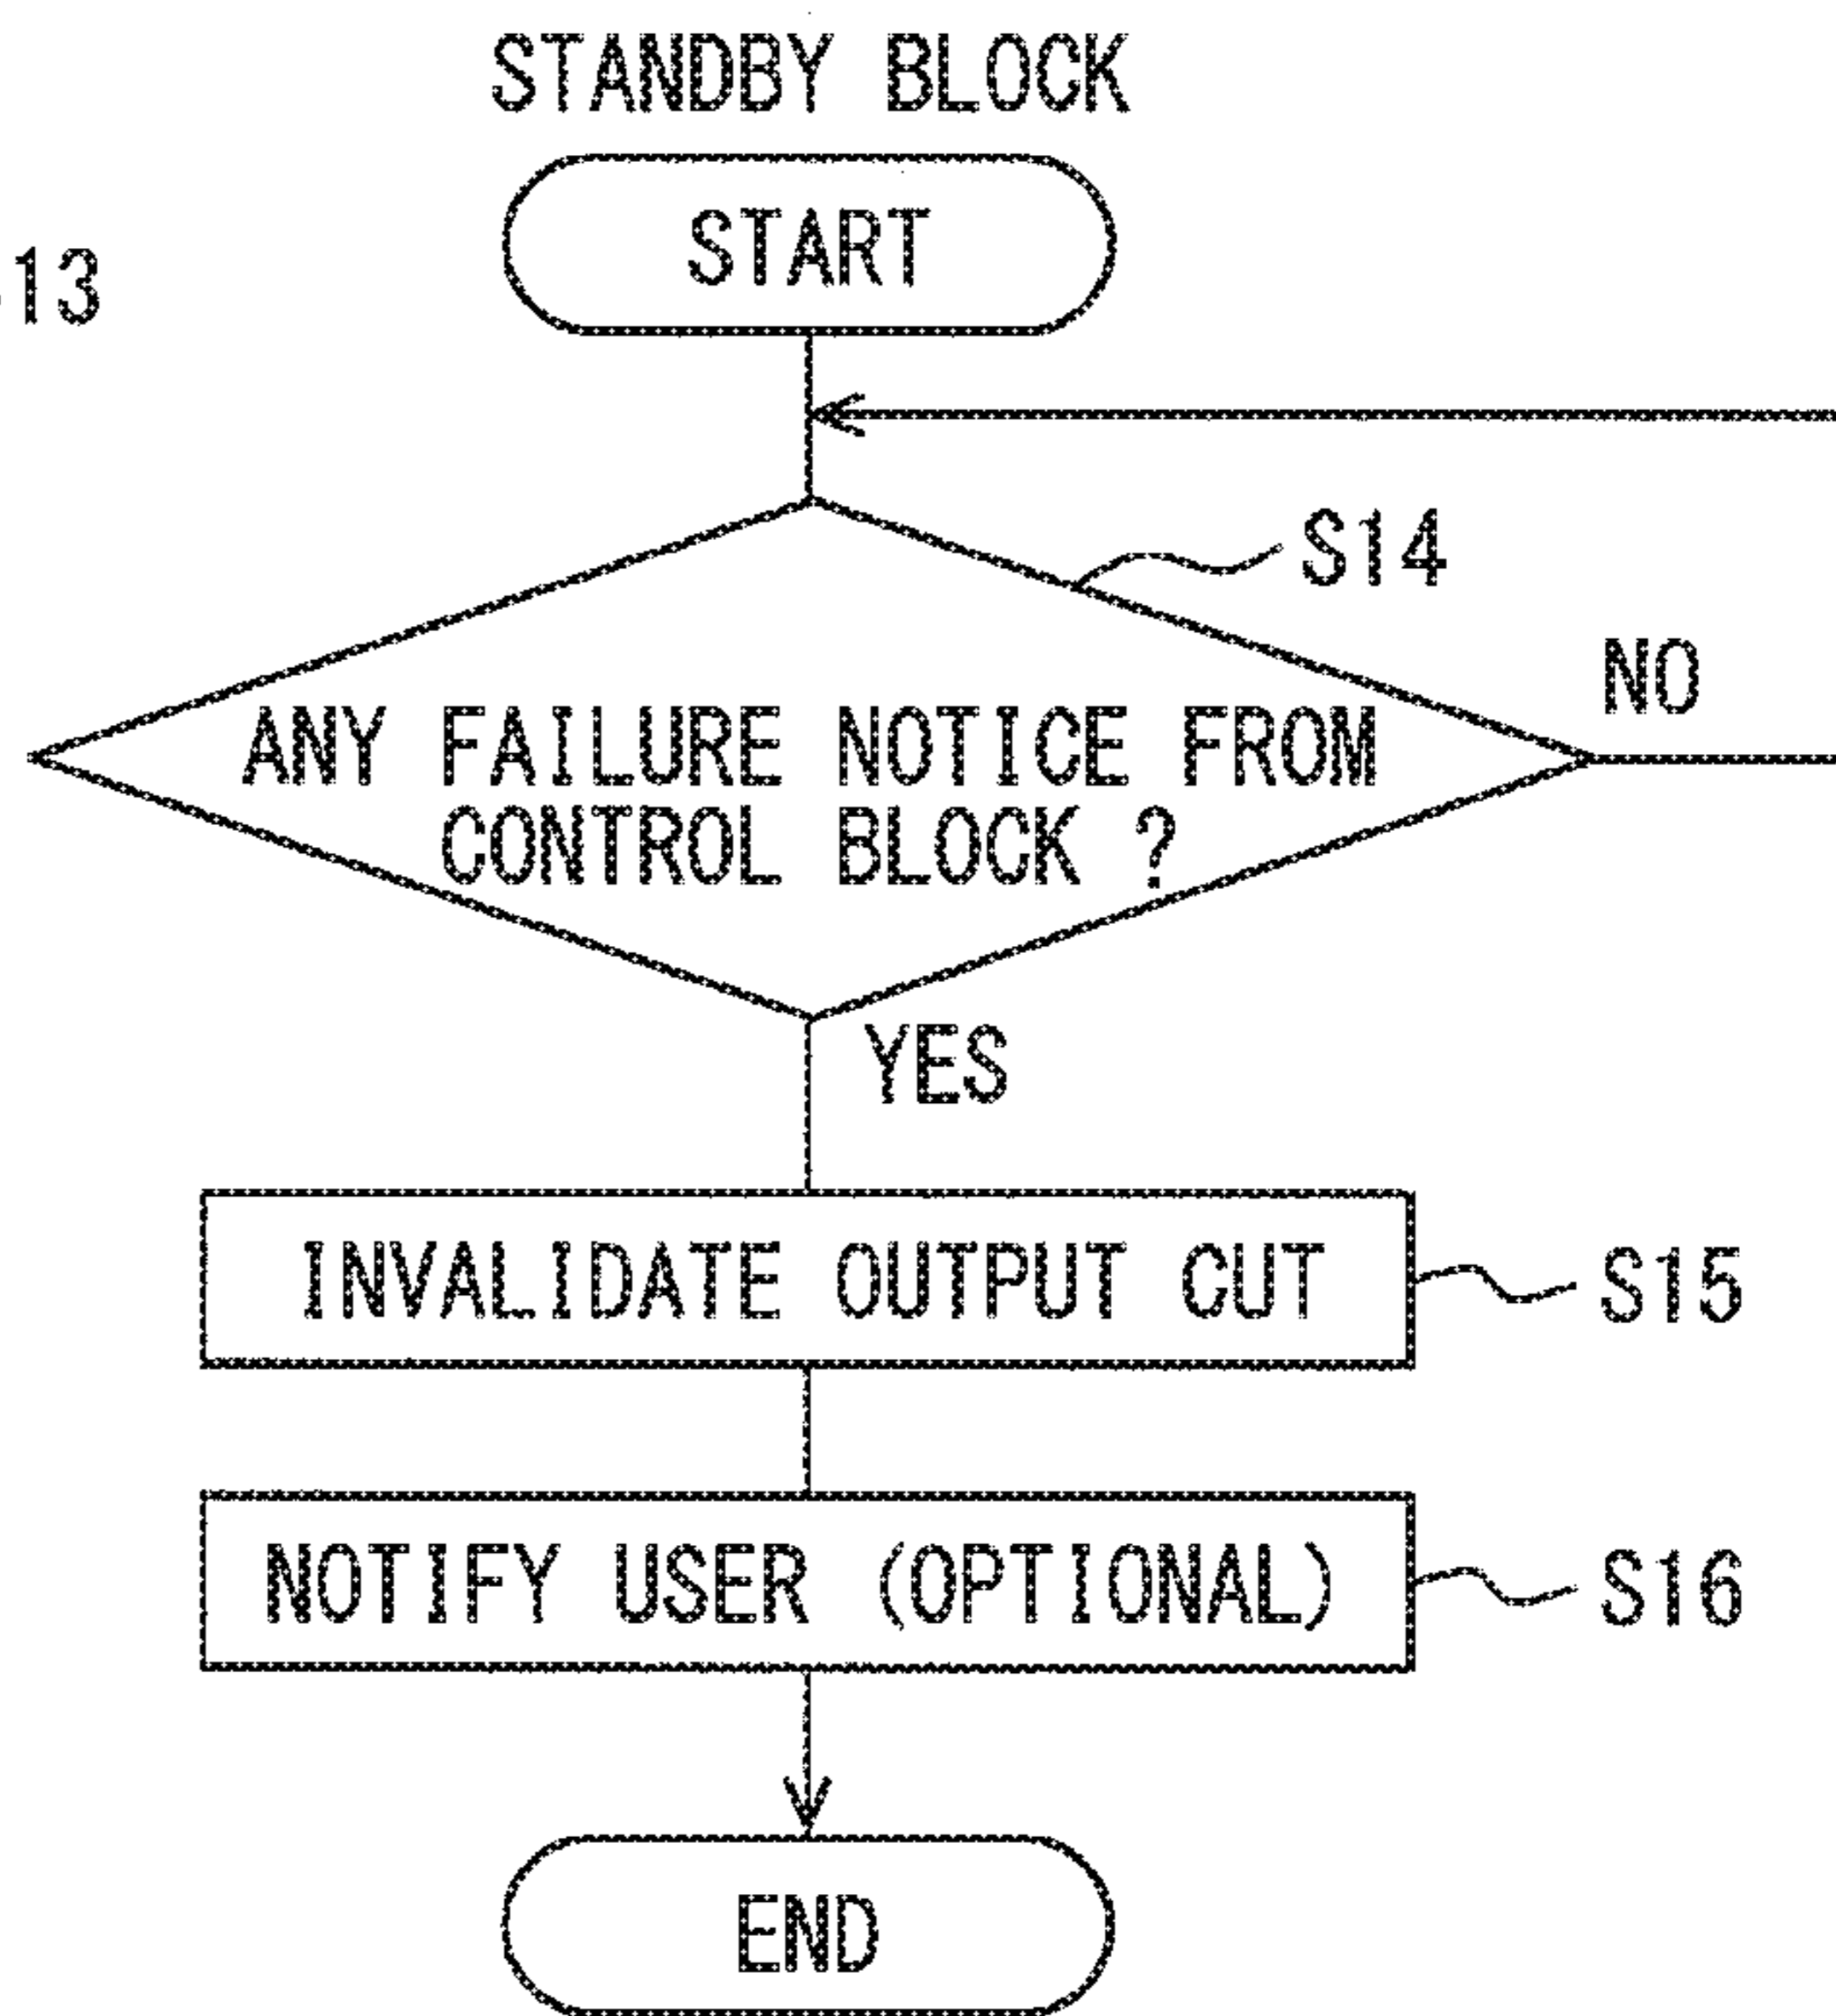 STANDBY BLOCK
START
13
S14
NO
ANY FAILURE NOTICE FROM
CONTROL BLOCK ?
YES
INVALIDATE OUTPUT CUT
S15
NOTIFY USER (OPTIONAL)
S16
END